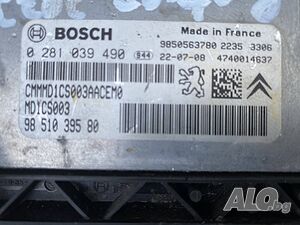 BOSCH
Made in France
0 281 039 490 S44
9850563780 2235 3306
22-07-08 4740014637
CMMMD1CS003AACEM0
MD1CS003
98 510 395 80
ALO.bg